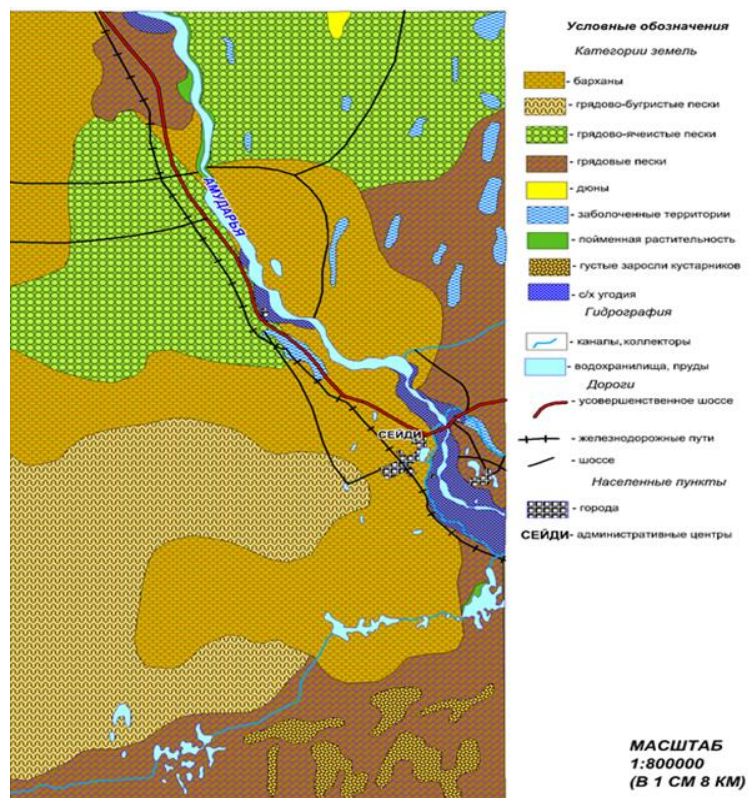 Условные обозначения
Категории земель
- барханы
- грядово-бугристые пески
- грядово-ячеистые пески
- грядовые пески
- дюны
- заболоченные территории
- пойменная растительность
- густые заросли кустарников
- с/х угодия
Гидрография
- каналы, коллекторы
- водохранилища, пруды
Дороги
- усовершенственное шоссе
- железнодорожные пути
- шоссе
Населенные пункты
- города
СЕЙДИ- административные центры
МАСШТАБ
1:800000
(В 1 СМ 8 КМ)
АМУДАРЬЯ
СЕЙДИ